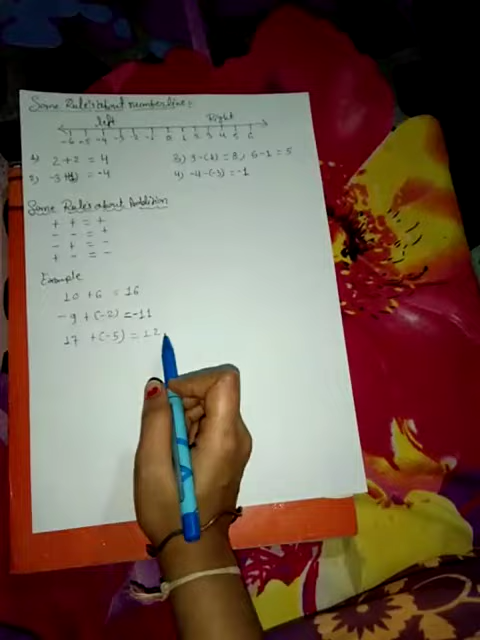 Some Rules about number line:
left Right
-6 -5 -4 -3 -2 -1 0 1 2 3 4 5 6
1) 2 + 2 = 4
3) 9 = 8, 6 - 1 = 5
2) -3 = -4
4) -4 -(-3) = -1
Some Rules about Addition
+ + = +
- - = +
- + = -
+ - = -
Example
10 + 6 = 16
-9 + (-2) = -11
17 + (-5) = 12